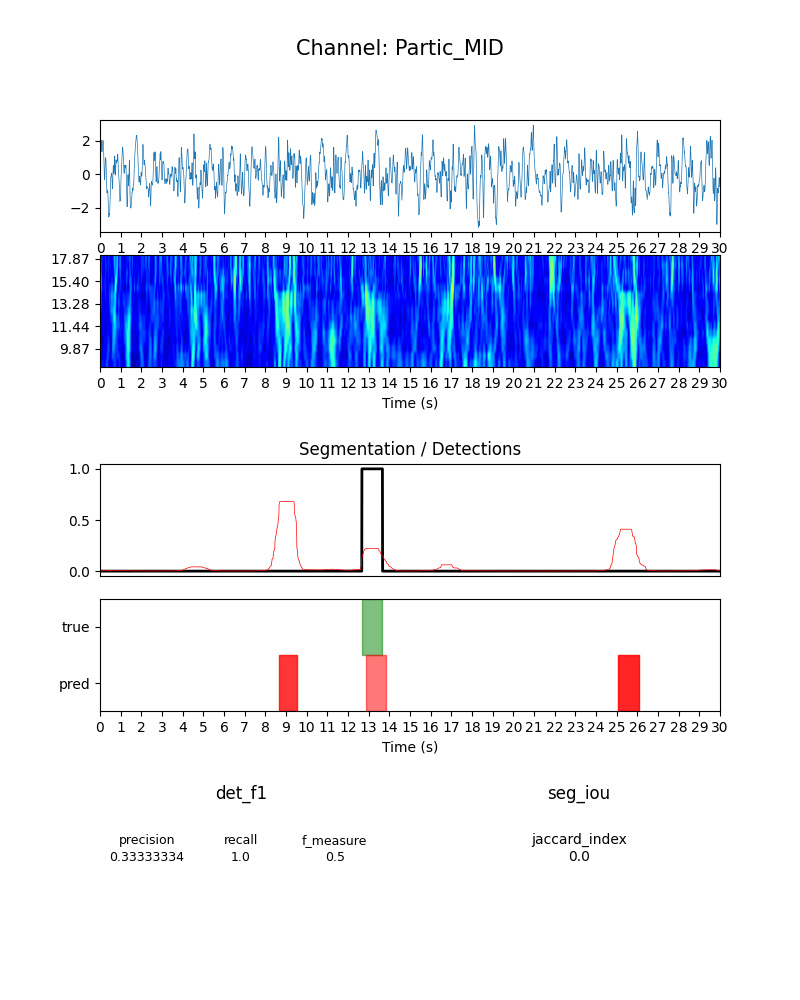 Channel: Partic_MID
2
0
−2
0 1 2 3 4 5 6 7 8 9 10 11 12 13 14 15 16 17 18 19 20 21 22 23 24 25 26 27 28 29 30
17.87
15.40
13.28
11.44
9.87
0 1 2 3 4 5 6 7 8 9 10 11 12 13 14 15 16 17 18 19 20 21 22 23 24 25 26 27 28 29 30
Time (s)
Segmentation / Detections
1.0
0.5
0.0
true
pred
0 1 2 3 4 5 6 7 8 9 10 11 12 13 14 15 16 17 18 19 20 21 22 23 24 25 26 27 28 29 30
Time (s)
det_f1 seg_iou
precision recall f_measure jaccard_index
0.33333334 1.0 0.5 0.0